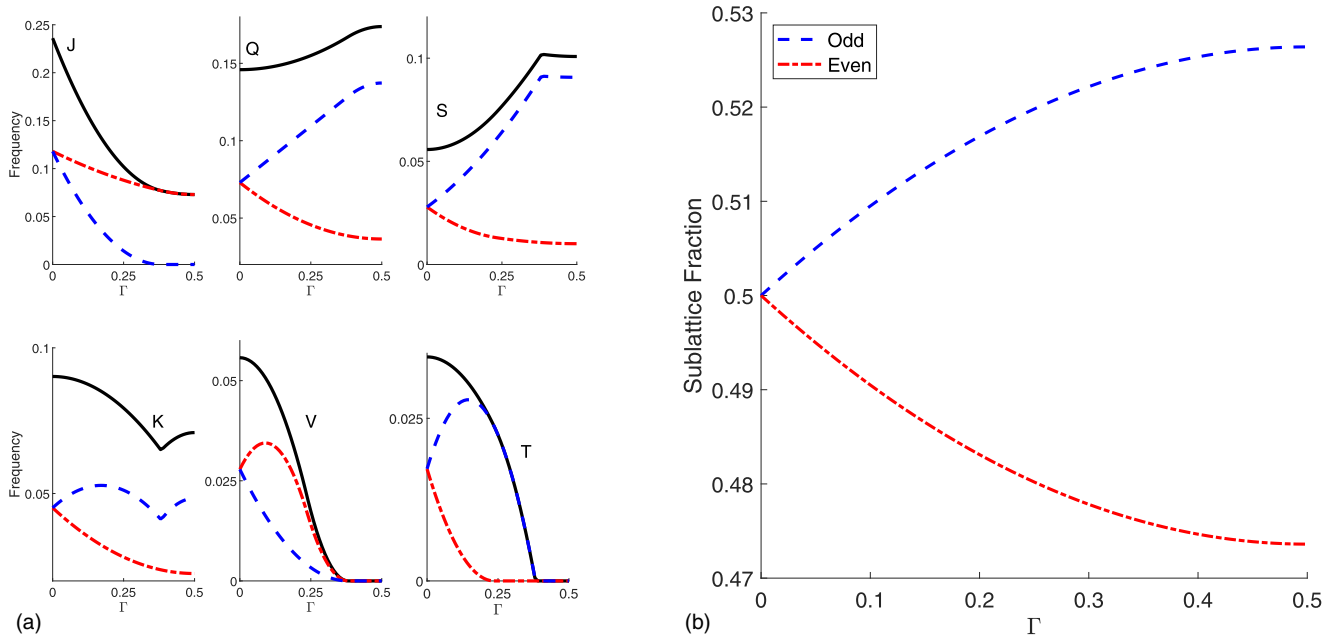 0.25
0.2
0.15
0.1
0.05
0
Frequency
J
0
0.25
0.5
Γ
0.15
0.1
0.05
Q
0
0.25
0.5
Γ
0.1
0.05
0
S
0
0.25
0.5
Γ
0.1
0.05
Frequency
K
0
0.25
0.5
Γ
0.05
0.025
0
V
0
0.25
0.5
Γ
0.025
0
T
0
0.25
0.5
Γ
(a)
0.53
0.52
0.51
0.5
0.49
0.48
0.47
Sublattice Fraction
Odd
Even
0
0.1
0.2
0.3
0.4
0.5
Γ
(b)